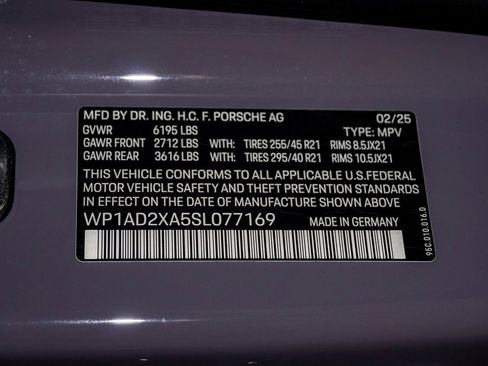 MFD BY DR. ING. H.C. F. PORSCHE AG 02/25
GVWR 6195 LBS TYPE: MPV
GAWR FRONT 2712 LBS WITH: TIRES 255/45 R21 RIMS 8.5JX21
GAWR REAR 3616 LBS WITH: TIRES 295/40 R21 RIMS 10.5JX21
THIS VEHICLE CONFORMS TO ALL APPLICABLE U.S. FEDERAL
MOTOR VEHICLE SAFETY AND THEFT PREVENTION STANDARDS
IN EFFECT ON THE DATE OF MANUFACTURE SHOWN ABOVE
WP1AD2XA5SL077169 MADE IN GERMANY
95C.010.016.D